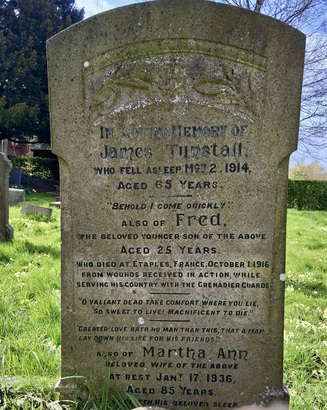 In Loving Memory of
James Tunstall,
who fell asleep May 2, 1914,
Aged 65 years.
"Behold I come quickly."
also of Fred,
the beloved younger son of the above
Aged 25 years.
Who died at Etaples, France, October 1. 1916
from wounds received in action, while
serving his country with the Grenadier Guards
"O valiant dead take comfort where you lie,
So sweet to live! Magnificent to die!"
"Greater love hath no man than this, that a man
lay down his life for his friends."
also of Martha Ann
beloved wife of the above
at rest Jany 17, 1936,
Aged 85 years.
his beloved sleep